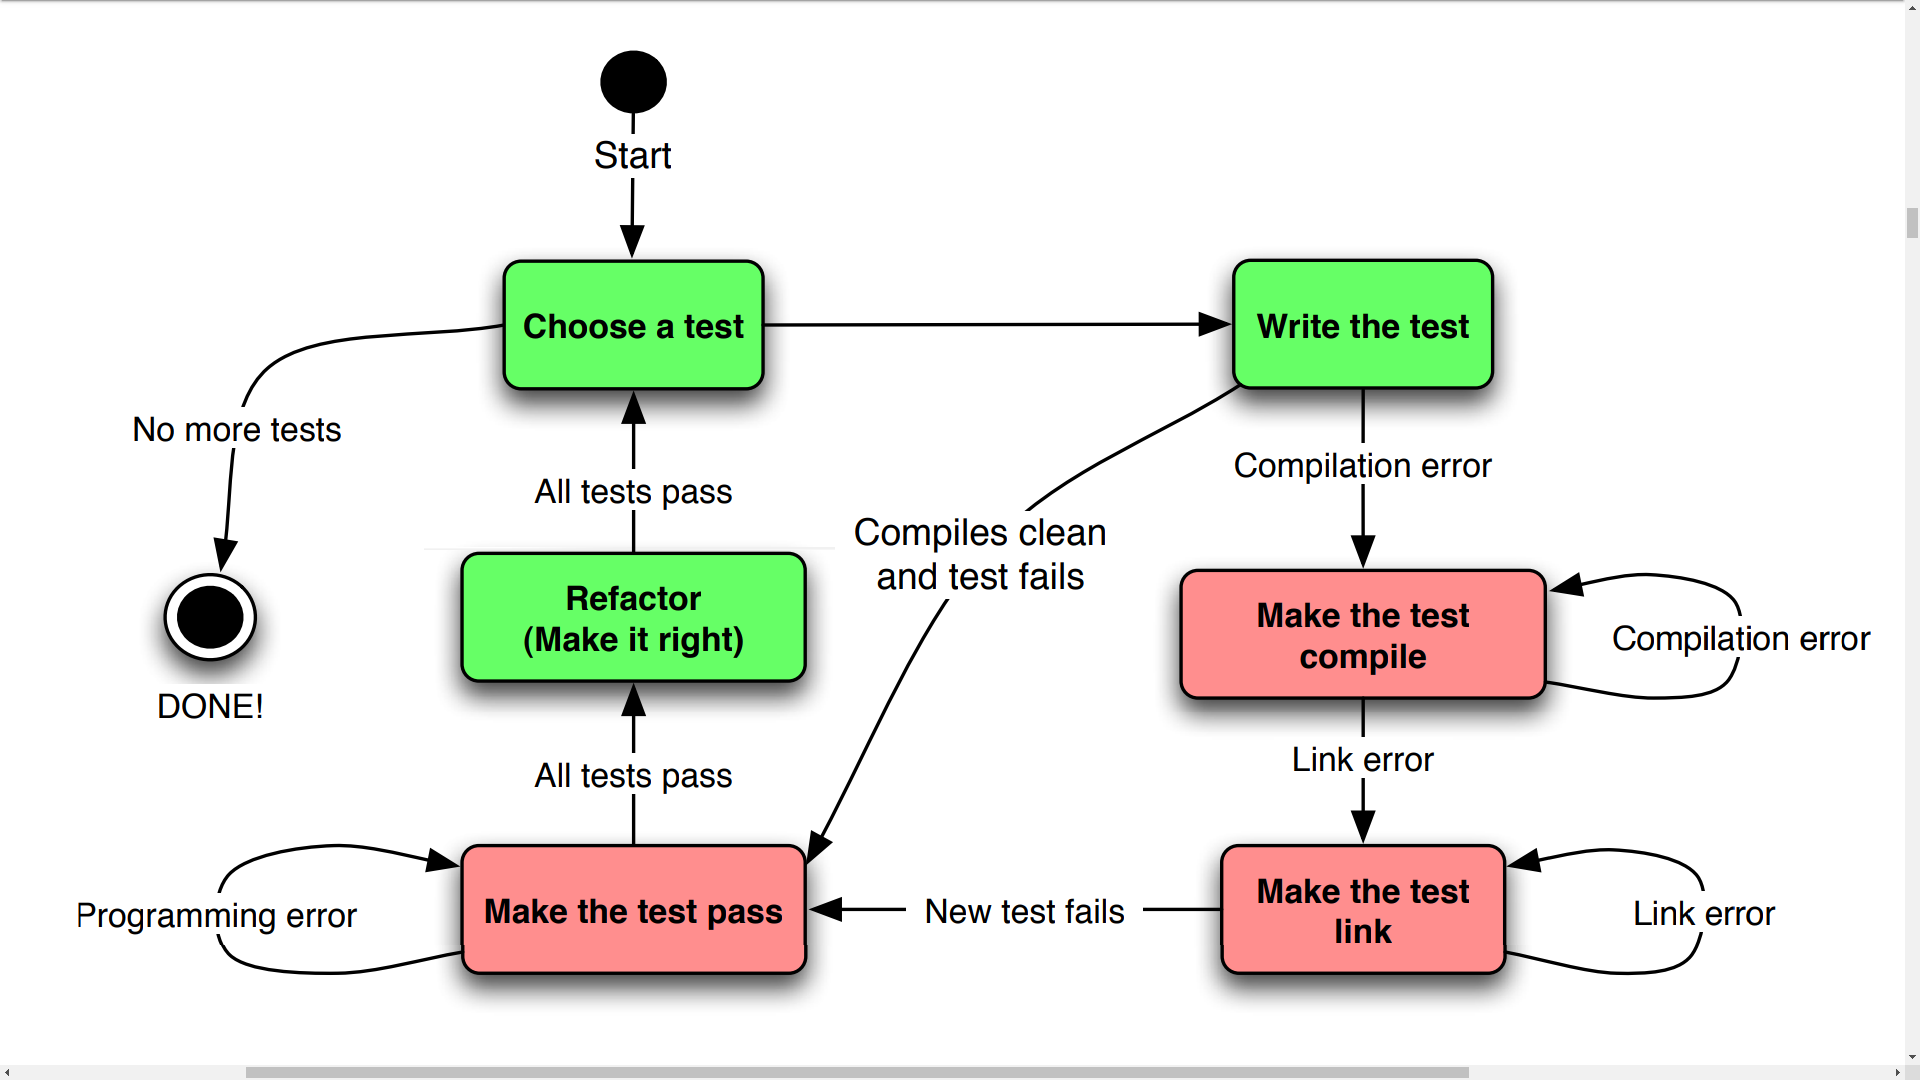 Start
Choose a test
Write the test
No more tests
Compilation error
All tests pass
Compiles clean
and test fails
Refactor
(Make it right)
Make the test
compile
Compilation error
DONE!
All tests pass
Link error
Programming error
Make the test pass
New test fails
Make the test
link
Link error